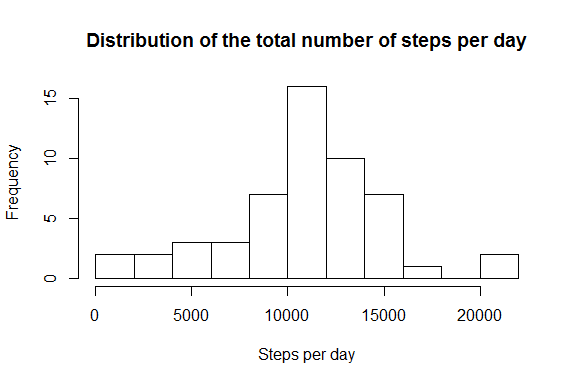 Distribution of the total number of steps per day
15
10
5
0
Frequency
0 5000 10000 15000 20000
Steps per day